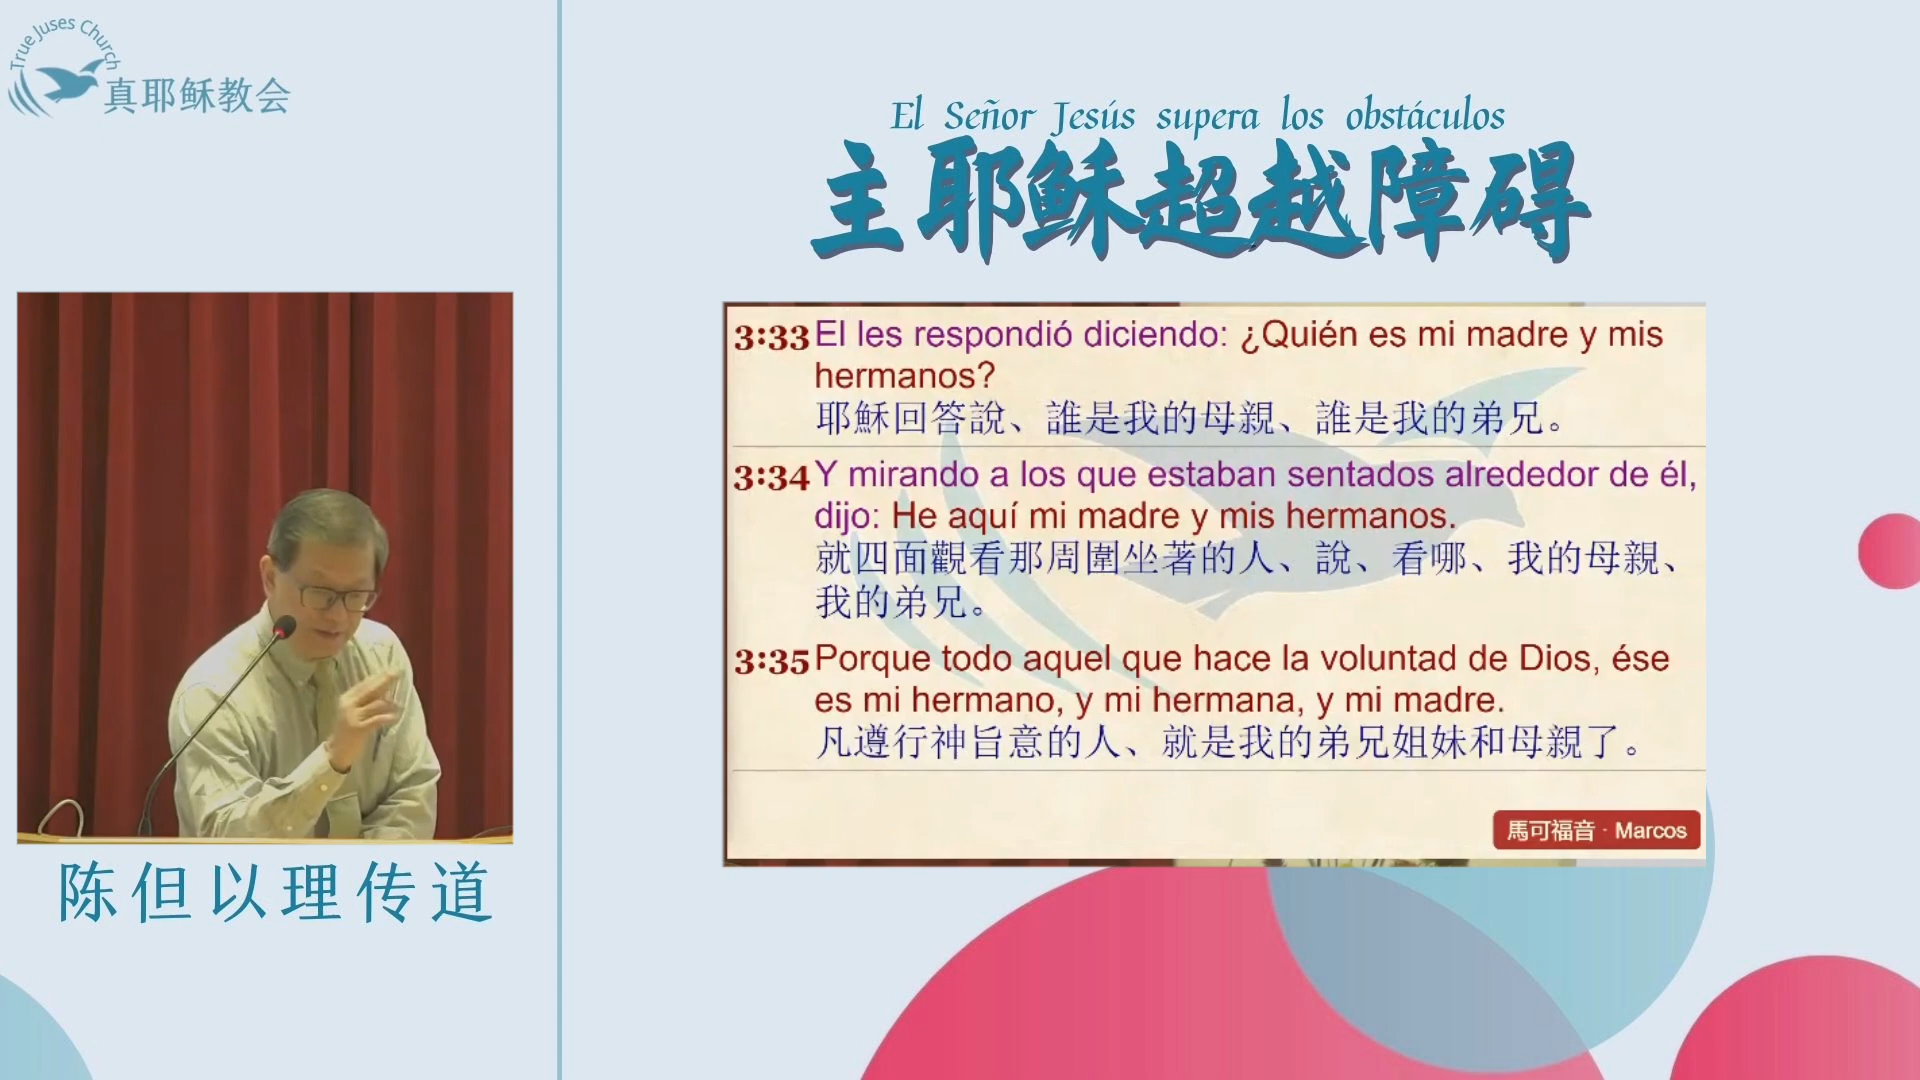 True Juses Church
真耶稣教会
El Señor Jesús supera los obstáculos
主耶稣超越障碍
3:33 El les respondió diciendo: ¿Quién es mi madre y mis
hermanos?
耶穌回答說、誰是我的母親、誰是我的弟兄。
3:34 Y mirando a los que estaban sentados alrededor de él,
dijo: He aquí mi madre y mis hermanos.
就四面觀看那周圍坐著的人、說、看哪、我的母親、
我的弟兄。
3:35 Porque todo aquel que hace la voluntad de Dios, ése
es mi hermano, y mi hermana, y mi madre.
凡遵行神旨意的人、就是我的弟兄姐妹和母親了。
馬可福音 · Marcos
陈但以理传道